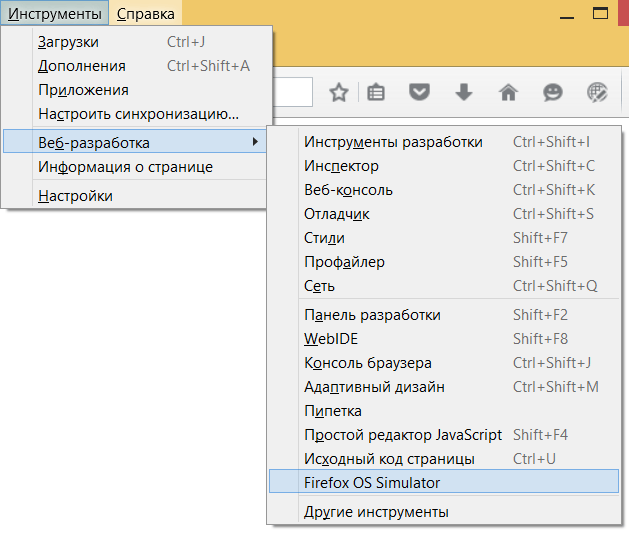 Инструменты Справка
Загрузки Ctrl+J
Дополнения Ctrl+Shift+A
Приложения
Настроить синхронизацию...
Веб-разработка
Информация о странице
Настройки
Инструменты разработки Ctrl+Shift+I
Инспектор Ctrl+Shift+C
Веб-консоль Ctrl+Shift+K
Отладчик Ctrl+Shift+S
Стили Shift+F7
Профайлер Shift+F5
Сеть Ctrl+Shift+Q
Панель разработки Shift+F2
WebIDE Shift+F8
Консоль браузера Ctrl+Shift+J
Адаптивный дизайн Ctrl+Shift+M
Пипетка
Простой редактор JavaScript Shift+F4
Исходный код страницы Ctrl+U
Firefox OS Simulator
Другие инструменты